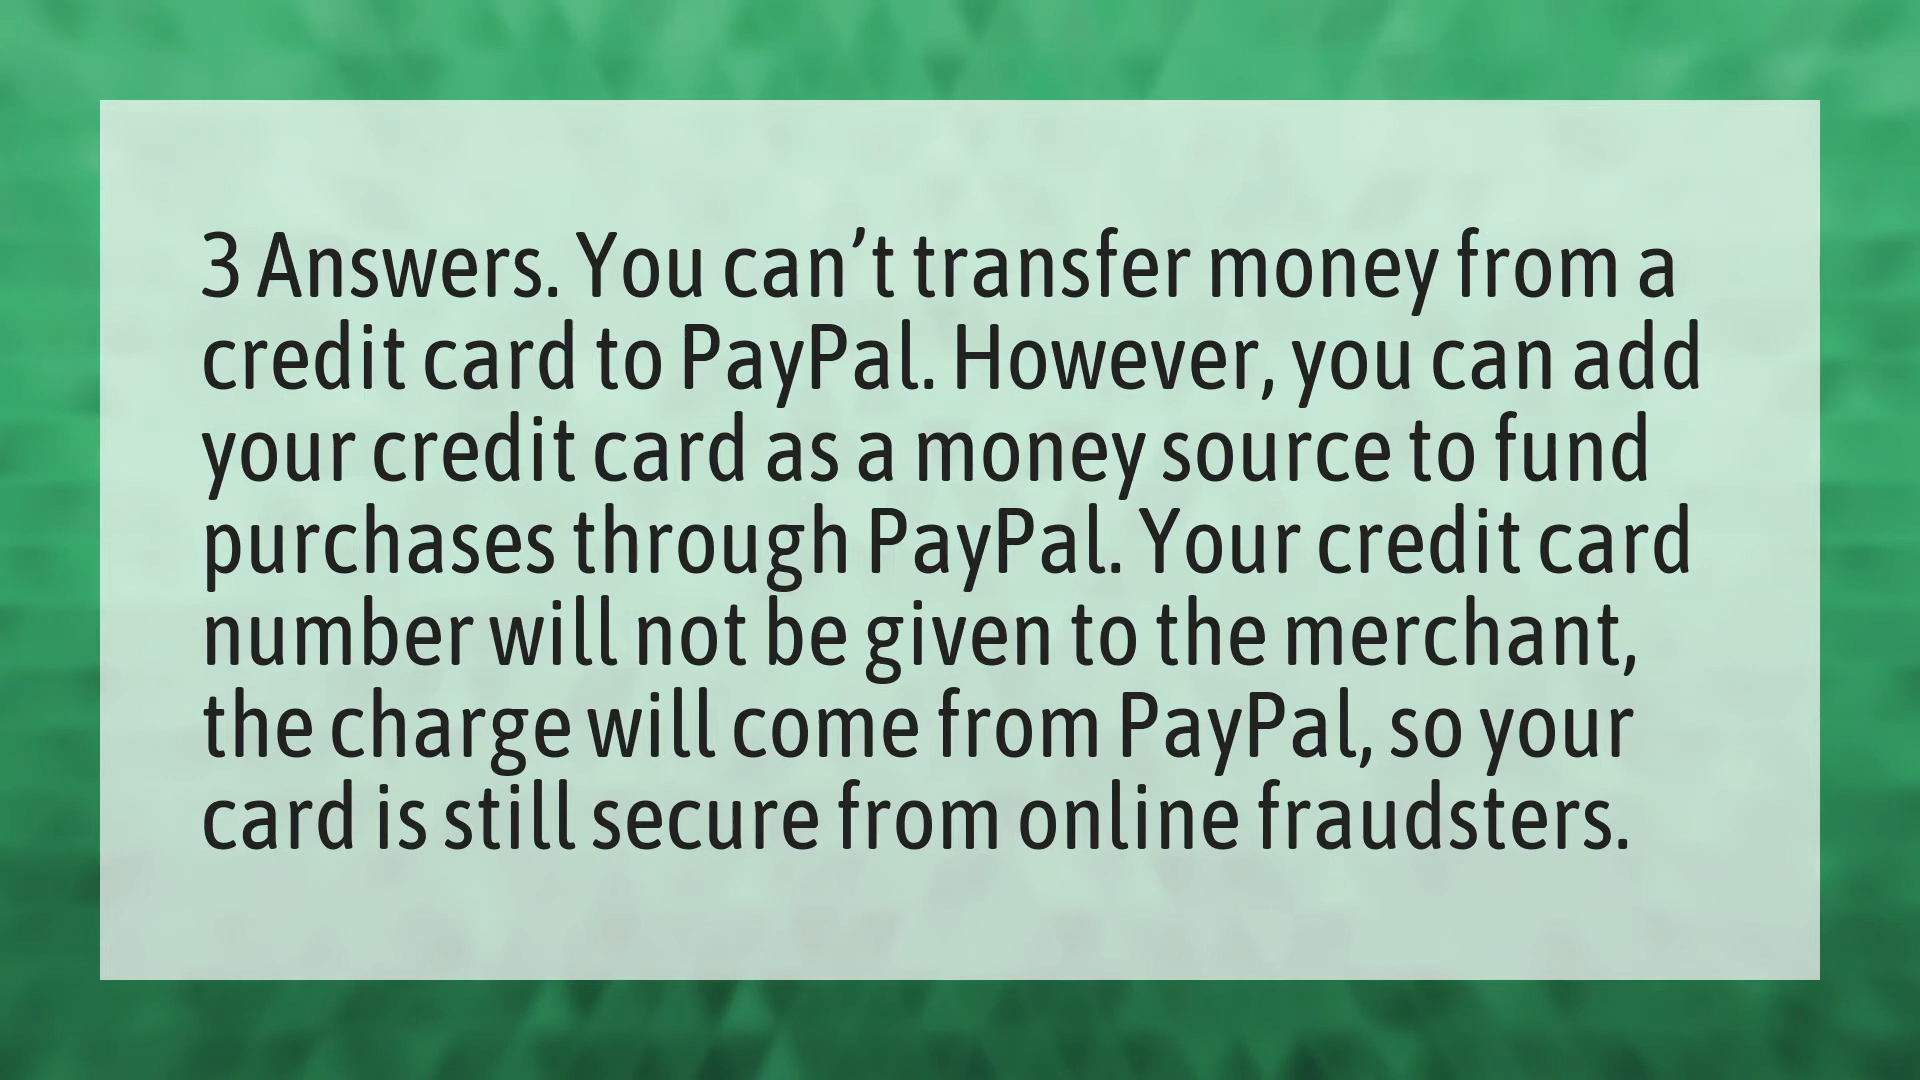 3 Answers. You can’t transfer money from a
credit card to PayPal. However, you can add
your credit card as a money source to fund
purchases through PayPal. Your credit card
number will not be given to the merchant,
the charge will come from PayPal, so your
card is still secure from online fraudsters.